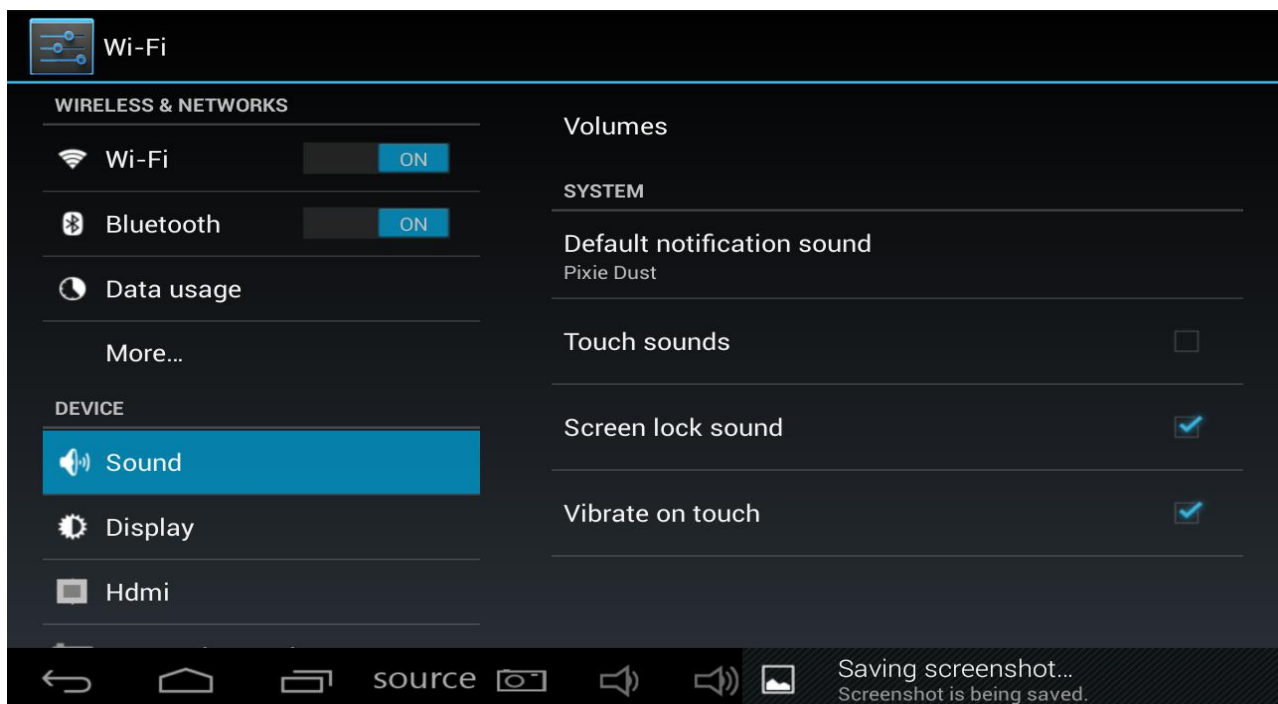 Wi-Fi
WIRELESS & NETWORKS
Wi-Fi ON
Bluetooth ON
Data usage
More...
DEVICE
Sound
Display
Hdmi
Volumes
SYSTEM
Default notification sound
Pixie Dust
Touch sounds
Screen lock sound
Vibrate on touch
source
Saving screenshot...
Screenshot is being saved.